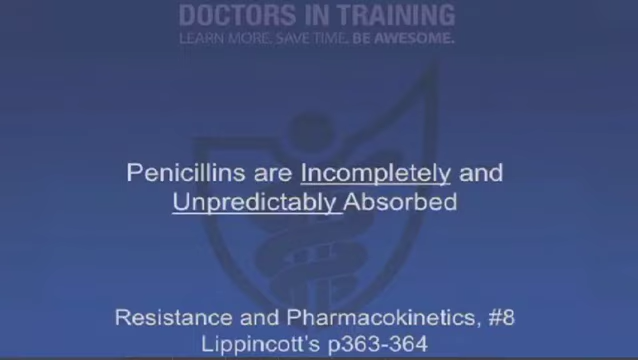 DOCTORS IN TRAINING
LEARN MORE. SAVE TIME. BE AWESOME.
Penicillins are Incompletely and
Unpredictably Absorbed
Resistance and Pharmacokinetics, #8
Lippincott's p363-364